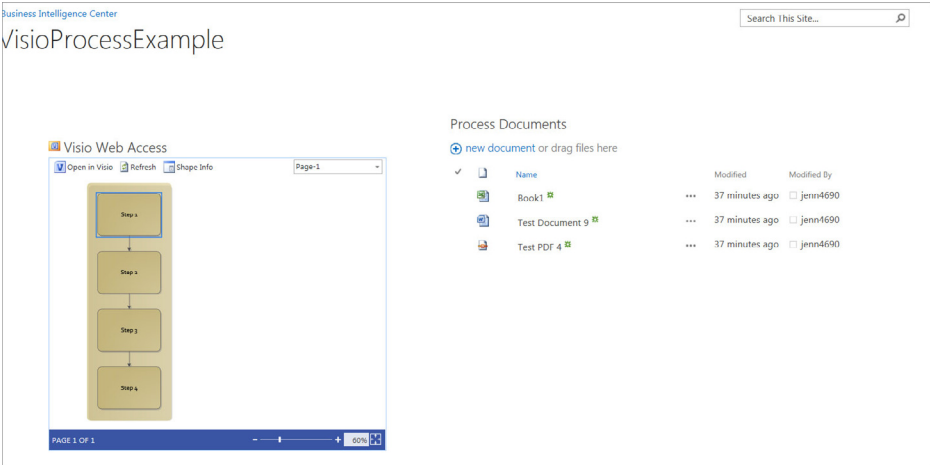 Business Intelligence Center
Search This Site...
VisioProcessExample
Visio Web Access
Open in Visio Refresh Shape Info Page-1
Step 1
Step 2
Step 3
Step 4
PAGE 1 OF 1 - + 60%
Process Documents
new document or drag files here
Name Modified Modified By
Book1 ... 37 minutes ago jenn4690
Test Document 9 ... 37 minutes ago jenn4690
Test PDF 4 ... 37 minutes ago jenn4690